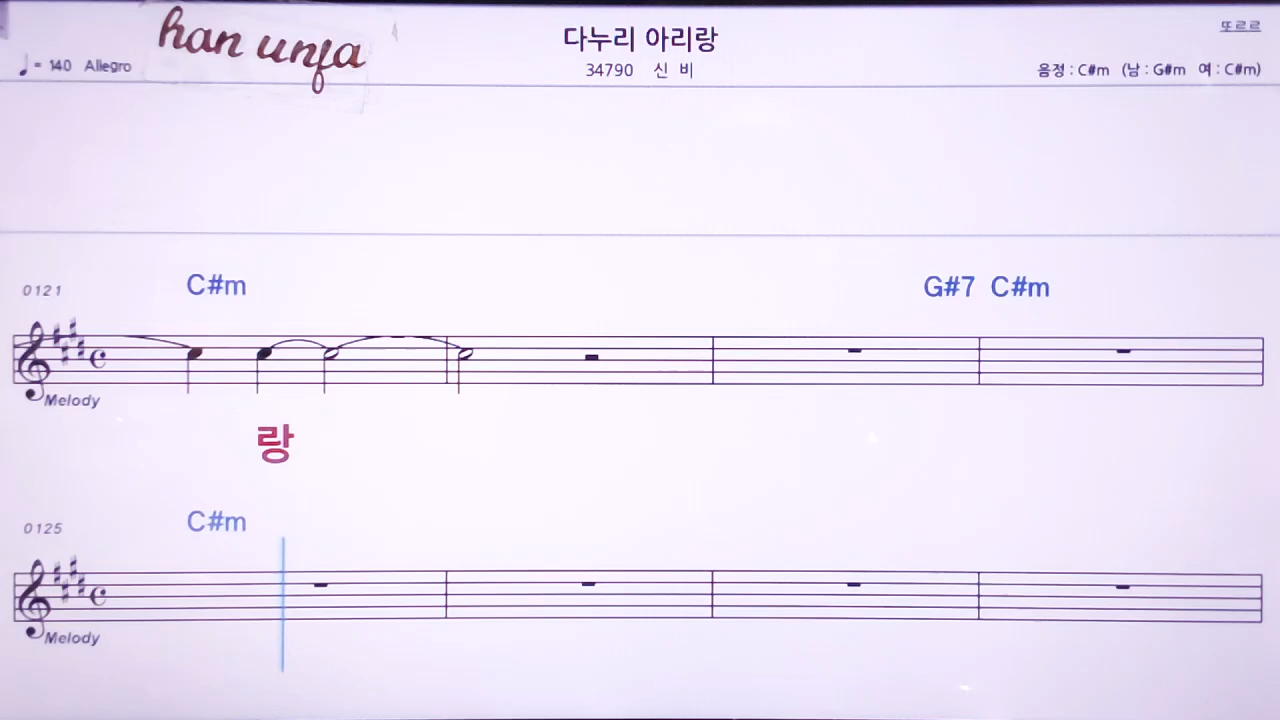 han unfa
다누리 아리랑
또르르
♩ = 140 Allegro
34790 신 비
음정 : C#m (남 : G#m 여 : C#m)
0121
C#m
G#7 C#m
Melody
랑
0125
C#m
Melody